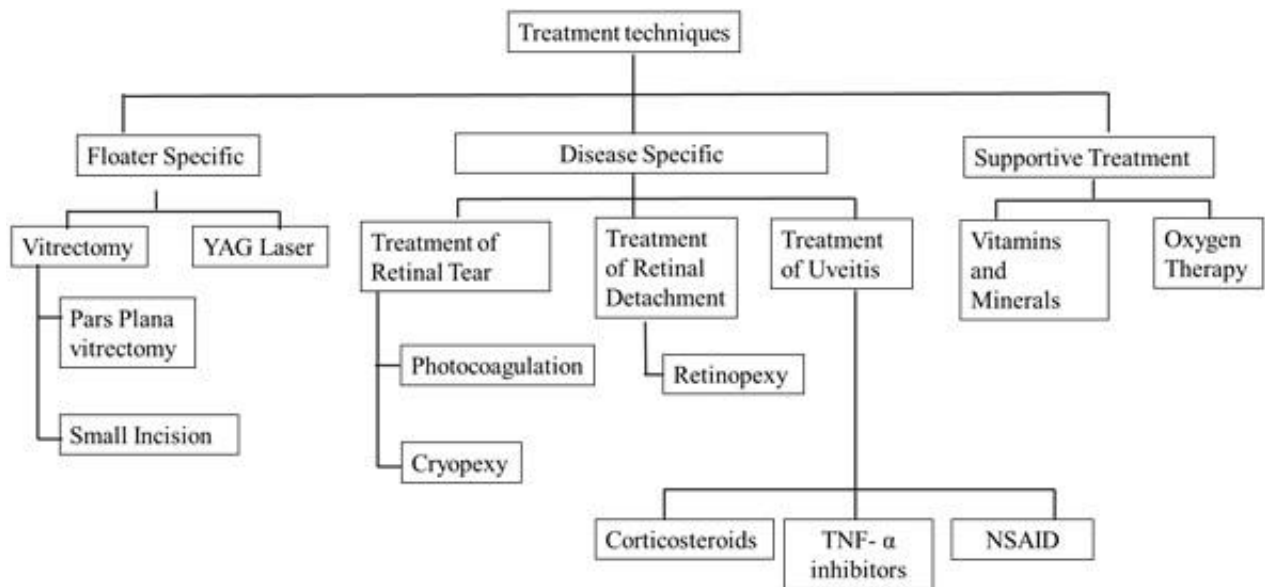 Treatment techniques
Floater Specific
Disease Specific
Supportive Treatment
Vitrectomy
YAG Laser
Treatment of
Retinal Tear
Treatment
of Retinal
Detachment
Treatment
of Uveitis
Vitamins
and
Minerals
Oxygen
Therapy
Pars Plana
vitrectomy
Photocoagulation
Retinopexy
Small Incision
Cryopexy
Corticosteroids
TNF- α
inhibitors
NSAID